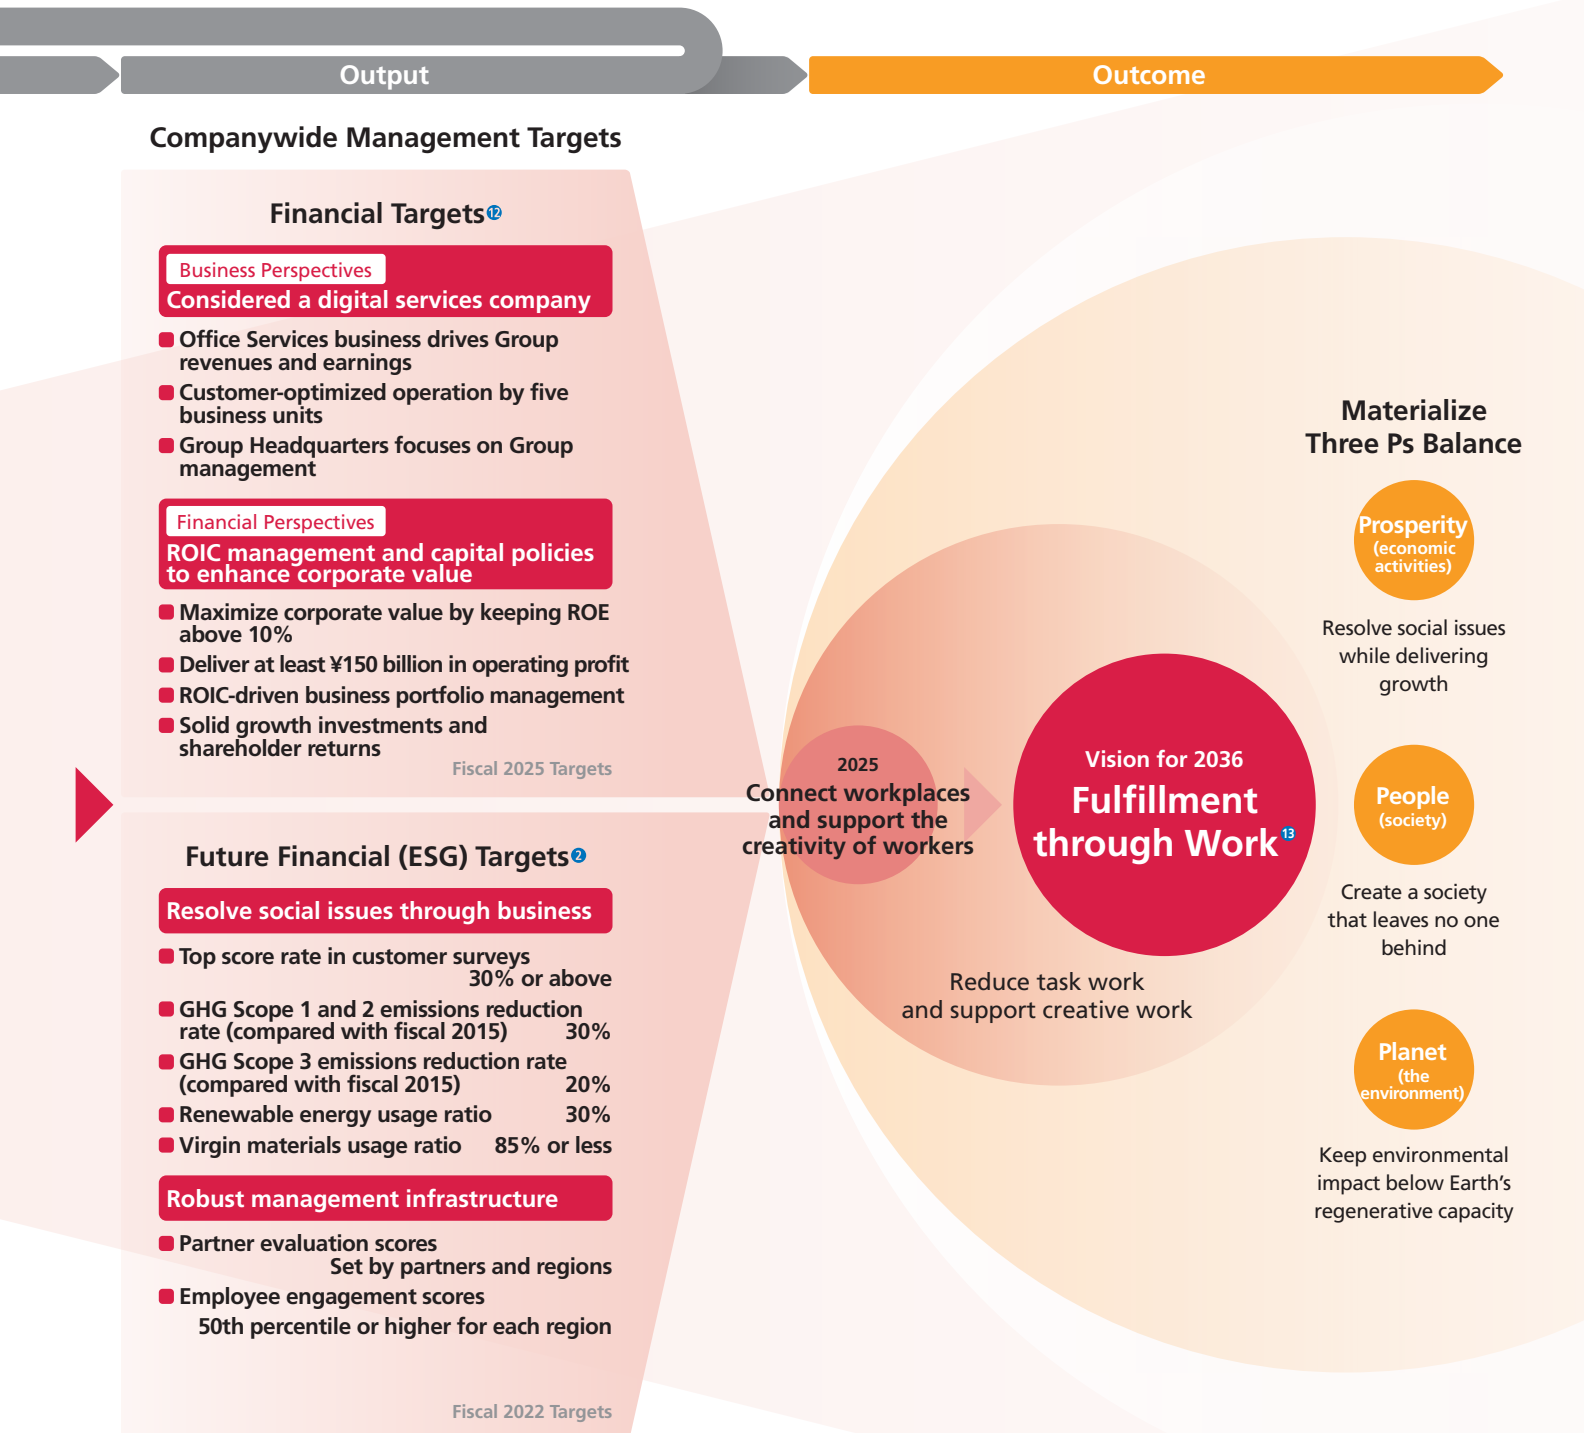 Output
Outcome
Companywide Management Targets
Financial Targets12
Business Perspectives
Considered a digital services company
Office Services business drives Group
revenues and earnings
Customer-optimized operation by five
business units
Group Headquarters focuses on Group
management
Financial Perspectives
ROIC management and capital policies
to enhance corporate value
Maximize corporate value by keeping ROE
above 10%
Deliver at least ¥150 billion in operating profit
ROIC-driven business portfolio management
Solid growth investments and
shareholder returns
Fiscal 2025 Targets
Future Financial (ESG) Targets2
Resolve social issues through business
Top score rate in customer surveys
30% or above
GHG Scope 1 and 2 emissions reduction
rate (compared with fiscal 2015) 30%
GHG Scope 3 emissions reduction rate
(compared with fiscal 2015) 20%
Renewable energy usage ratio 30%
Virgin materials usage ratio 85% or less
Robust management infrastructure
Partner evaluation scores
Set by partners and regions
Employee engagement scores
50th percentile or higher for each region
Fiscal 2022 Targets
2025
Connect workplaces
and support the
creativity of workers
Vision for 2036
Fulfillment
through Work13
Reduce task work
and support creative work
Materialize
Three Ps Balance
Prosperity
(economic
activities)
Resolve social issues
while delivering
growth
People
(society)
Create a society
that leaves no one
behind
Planet
(the
environment)
Keep environmental
impact below Earth's
regenerative capacity